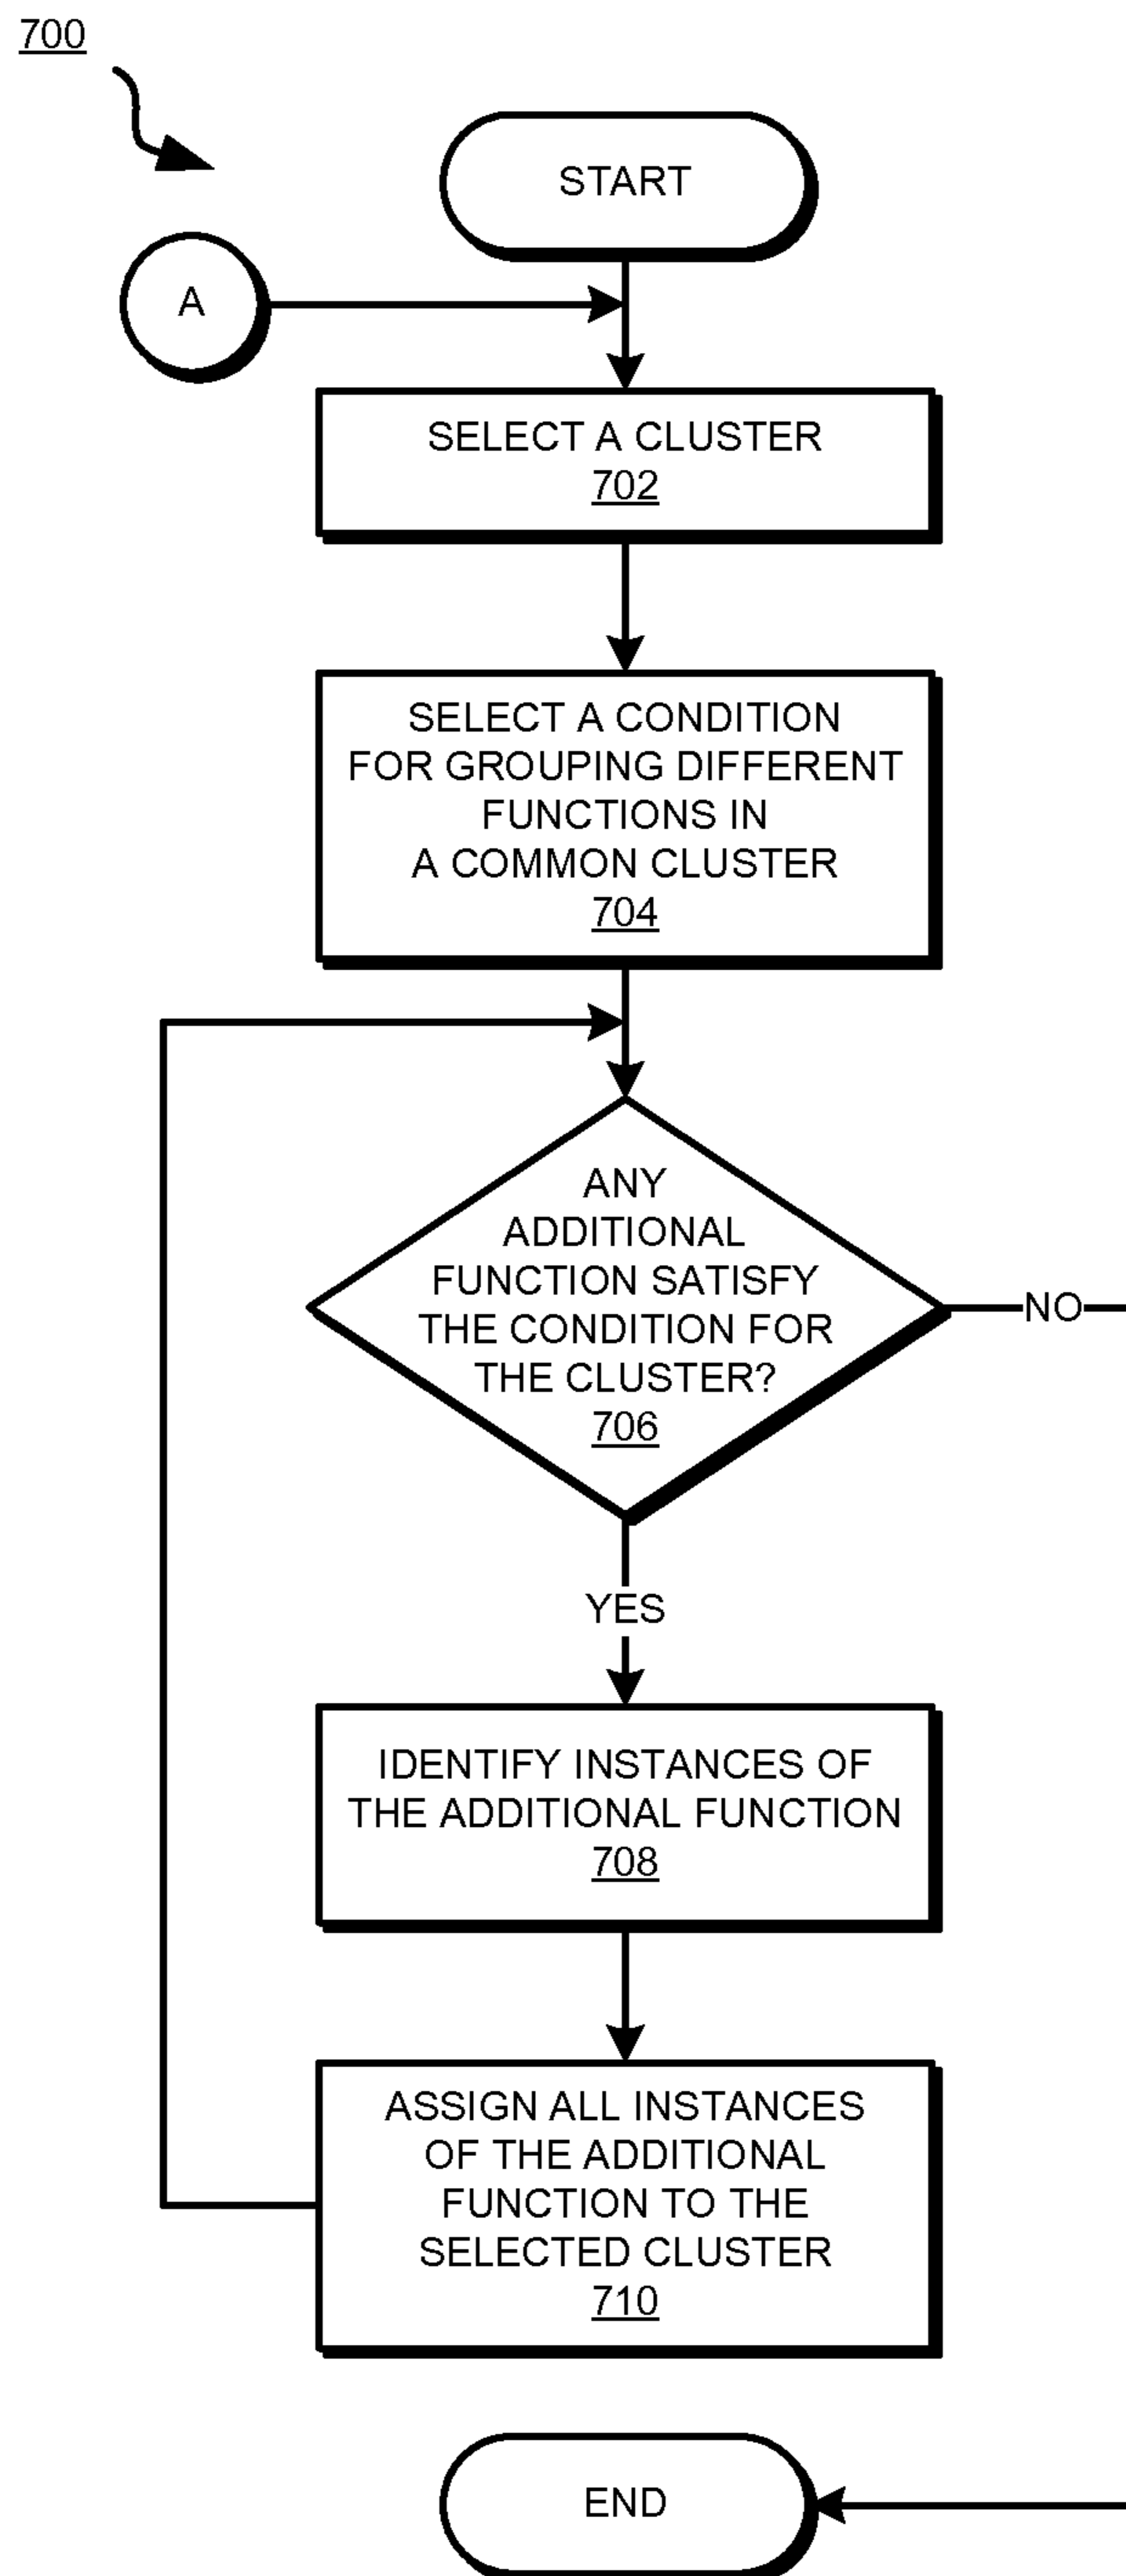 700
START
A
SELECT A CLUSTER
702
SELECT A CONDITION
FOR GROUPING DIFFERENT
FUNCTIONS IN
A COMMON CLUSTER
704
ANY
ADDITIONAL
FUNCTION SATISFY
THE CONDITION FOR
THE CLUSTER?
706
NO
YES
IDENTIFY INSTANCES OF
THE ADDITIONAL FUNCTION
708
ASSIGN ALL INSTANCES
OF THE ADDITIONAL
FUNCTION TO THE
SELECTED CLUSTER
710
END